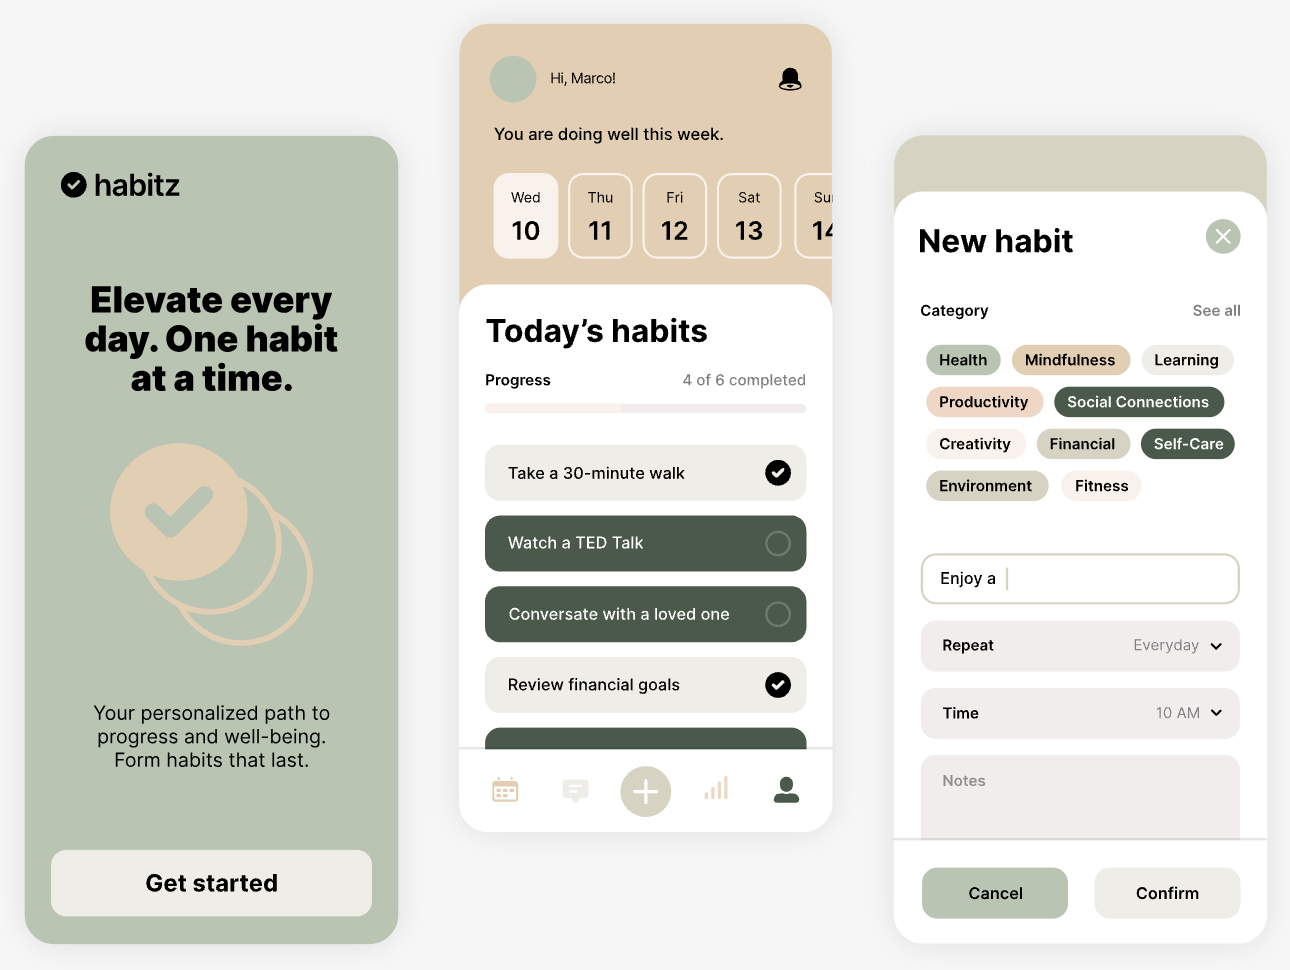 habitz
Elevate every
day. One habit
at a time.
Your personalized path to
progress and well-being.
Form habits that last.
Get started
Hi, Marco!
You are doing well this week.
Wed Thu Fri Sat Sun
10 11 12 13 14
Today’s habits
Progress 4 of 6 completed
Take a 30-minute walk
Watch a TED Talk
Conversate with a loved one
Review financial goals
New habit
Category See all
Health Mindfulness Learning
Productivity Social Connections
Creativity Financial Self-Care
Environment Fitness
Enjoy a
Repeat Everyday
Time 10 AM
Notes
Cancel Confirm